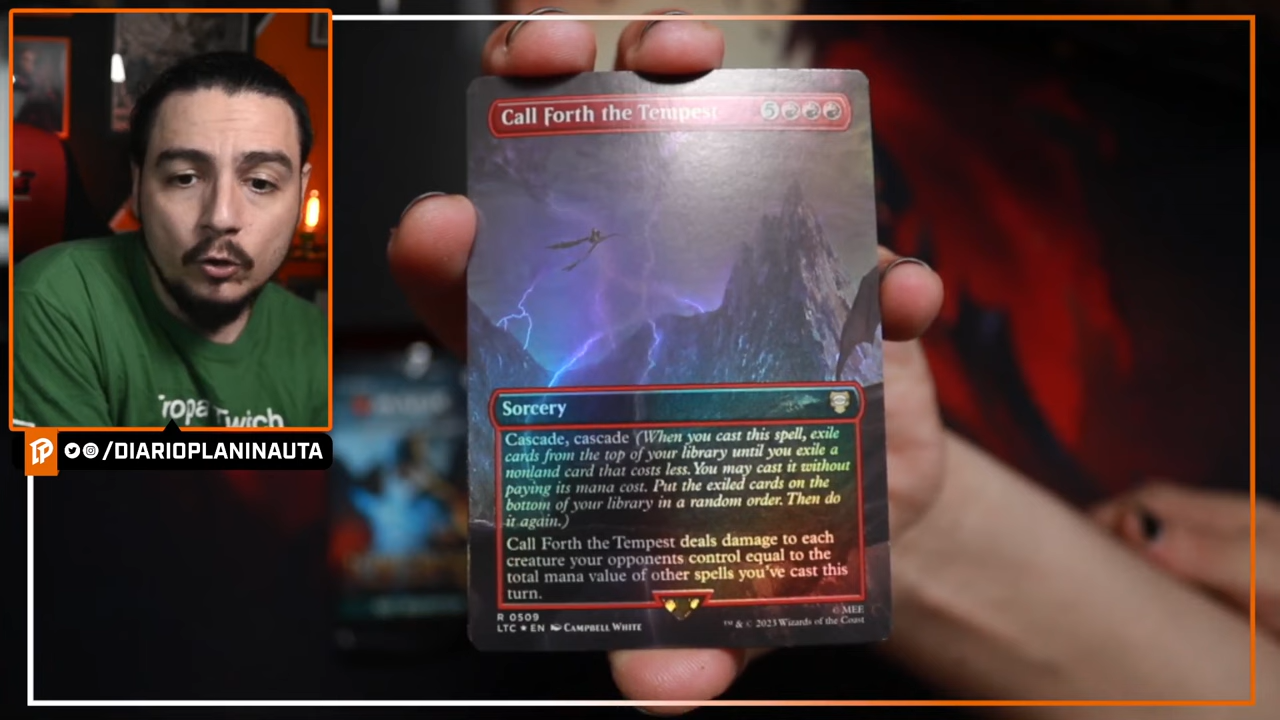 Call Forth the Tempest
5
Sorcery
Cascade, cascade (When you cast this spell, exile
cards from the top of your library until you exile a
nonland card that costs less. You may cast it without
paying its mana cost. Put the exiled cards on the
bottom of your library in a random order. Then do
it again.)
Call Forth the Tempest deals damage to each
creature your opponents control equal to the
total mana value of other spells you've cast this
turn.
R 0509
LTC ★ EN CAMPBELL WHITE
© MEE
™ & © 2023 Wizards of the Coast
Tropa Twitch
/DIARIOPLANINAUTA